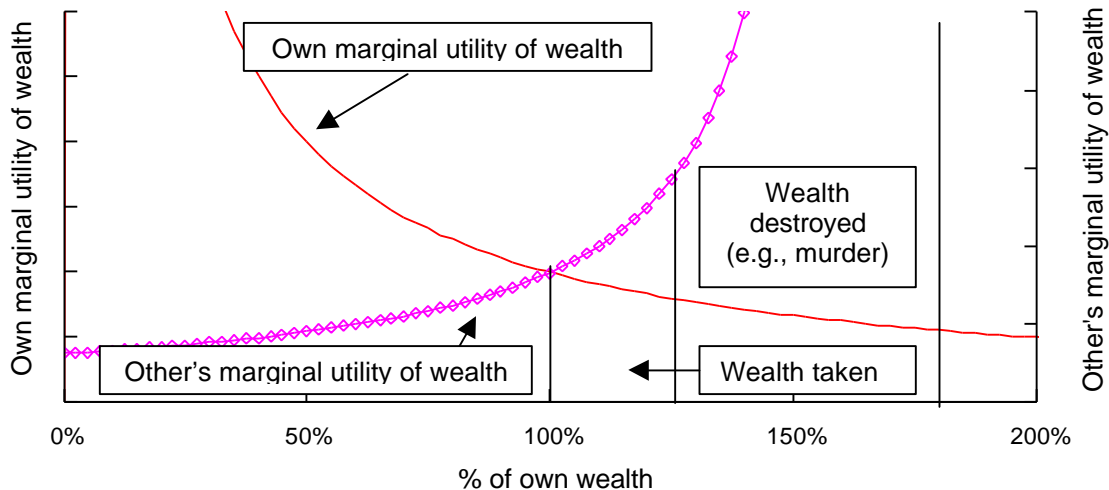 Own marginal utility of wealth
Own marginal utility of wealth
Wealth
destroyed
(e.g., murder)
Other's marginal utility of wealth
Wealth taken
Other's marginal utility of wealth
0%
50%
100%
150%
200%
% of own wealth